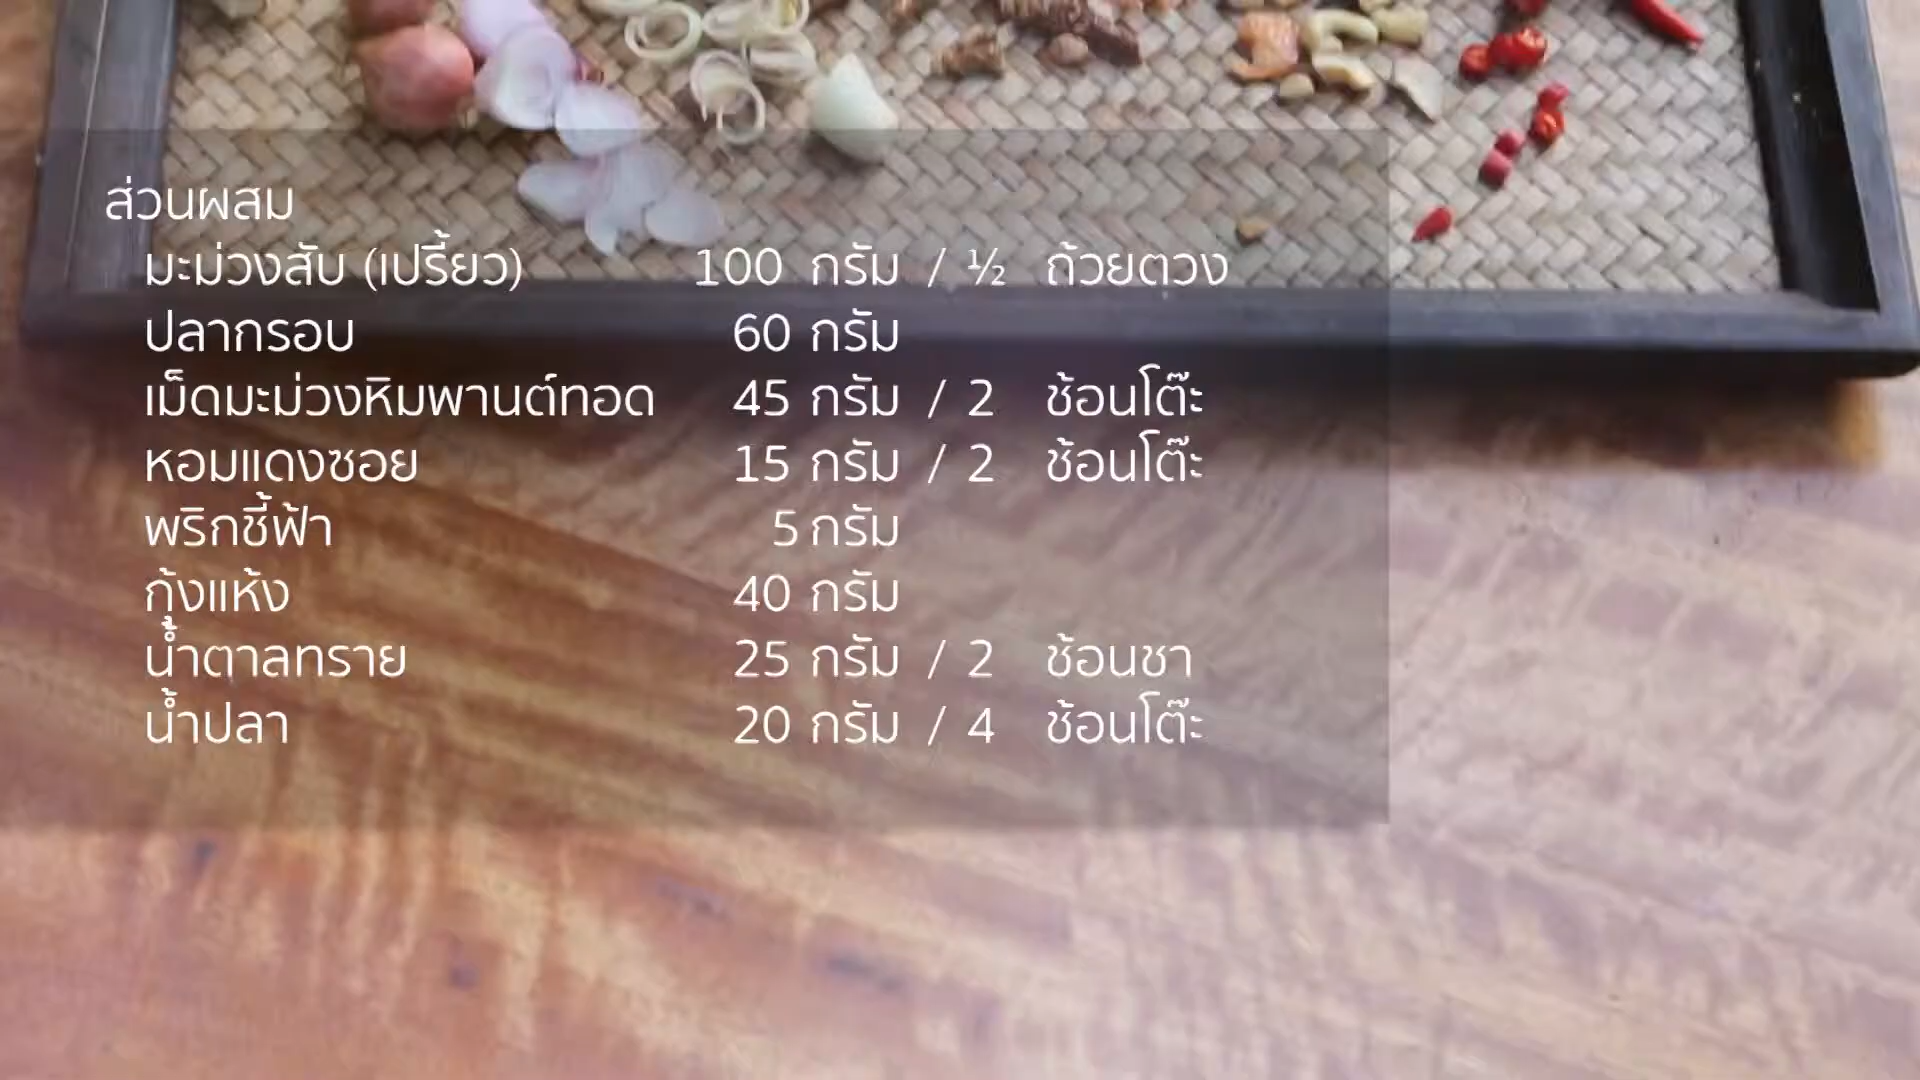 ส่วนผสม
มะม่วงสับ (เปรี้ยว) 100 กรัม / ½ ถ้วยตวง
ปลากรอบ 60 กรัม
เม็ดมะม่วงหิมพานต์ทอด 45 กรัม / 2 ช้อนโต๊ะ
หอมแดงซอย 15 กรัม / 2 ช้อนโต๊ะ
พริกชี้ฟ้า 5 กรัม
กุ้งแห้ง 40 กรัม
น้ำตาลทราย 25 กรัม / 2 ช้อนชา
น้ำปลา 20 กรัม / 4 ช้อนโต๊ะ